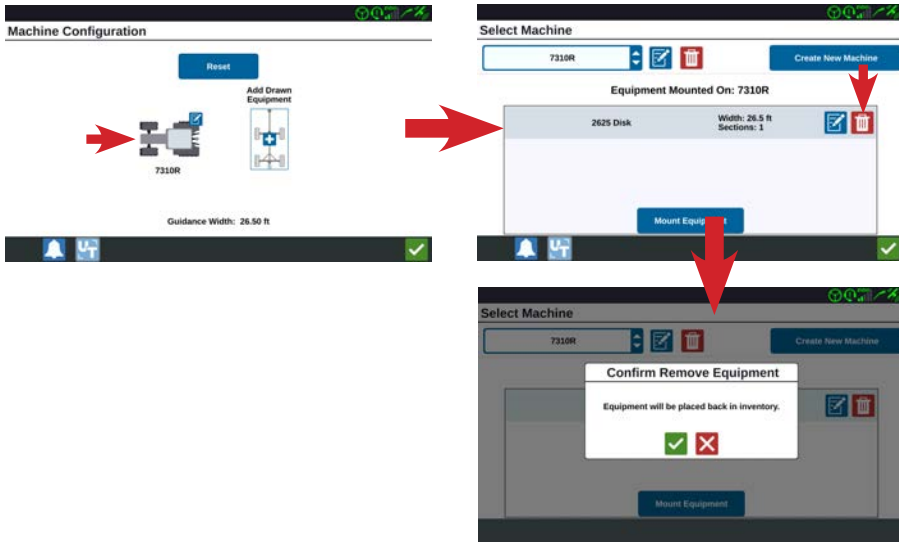 Machine Configuration
Reset
Add Drawn
Equipment
7310R
Guidance Width: 26.50 ft
UT
Select Machine
7310R
Create New Machine
Equipment Mounted On: 7310R
2625 Disk
Width: 26.5 ft
Sections: 1
Mount
UT
Select Machine
7310R
Create New Machine
Confirm Remove Equipment
Equipment will be placed back in inventory.
Mount Equipment